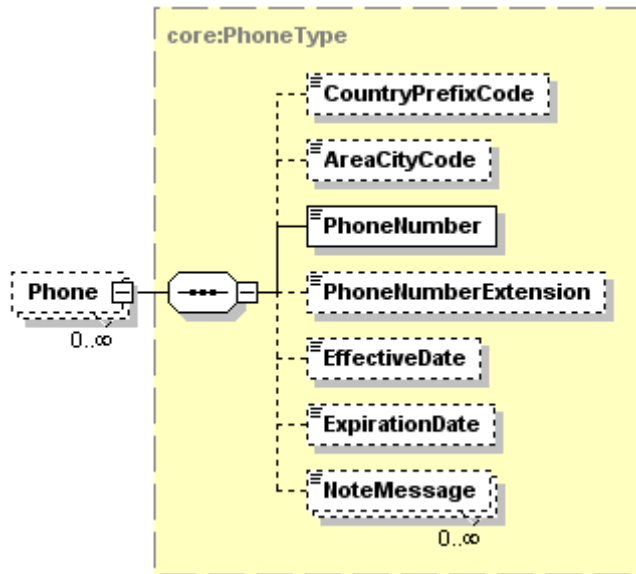 core:PhoneType
CountryPrefixCode
AreaCityCode
PhoneNumber
Phone
0..∞
PhoneNumberExtension
EffectiveDate
ExpirationDate
NoteMessage
0..∞